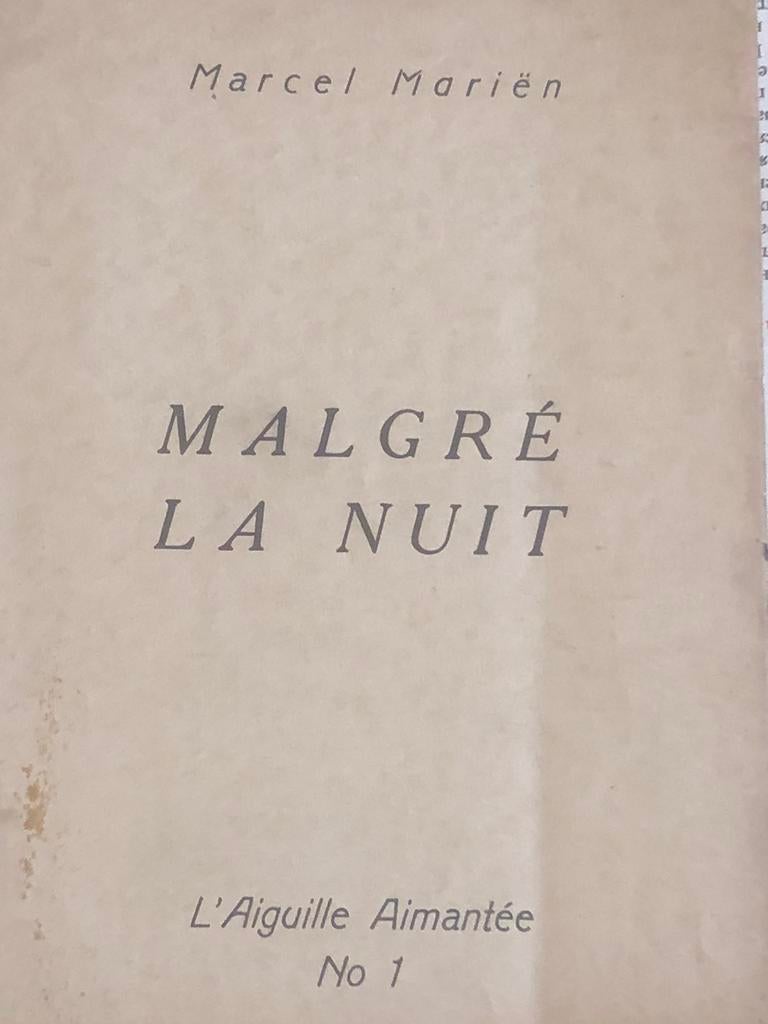 Marcel Mariën
MALGRÉ
LA NUIT
L'Aiguille Aimantée
No 1